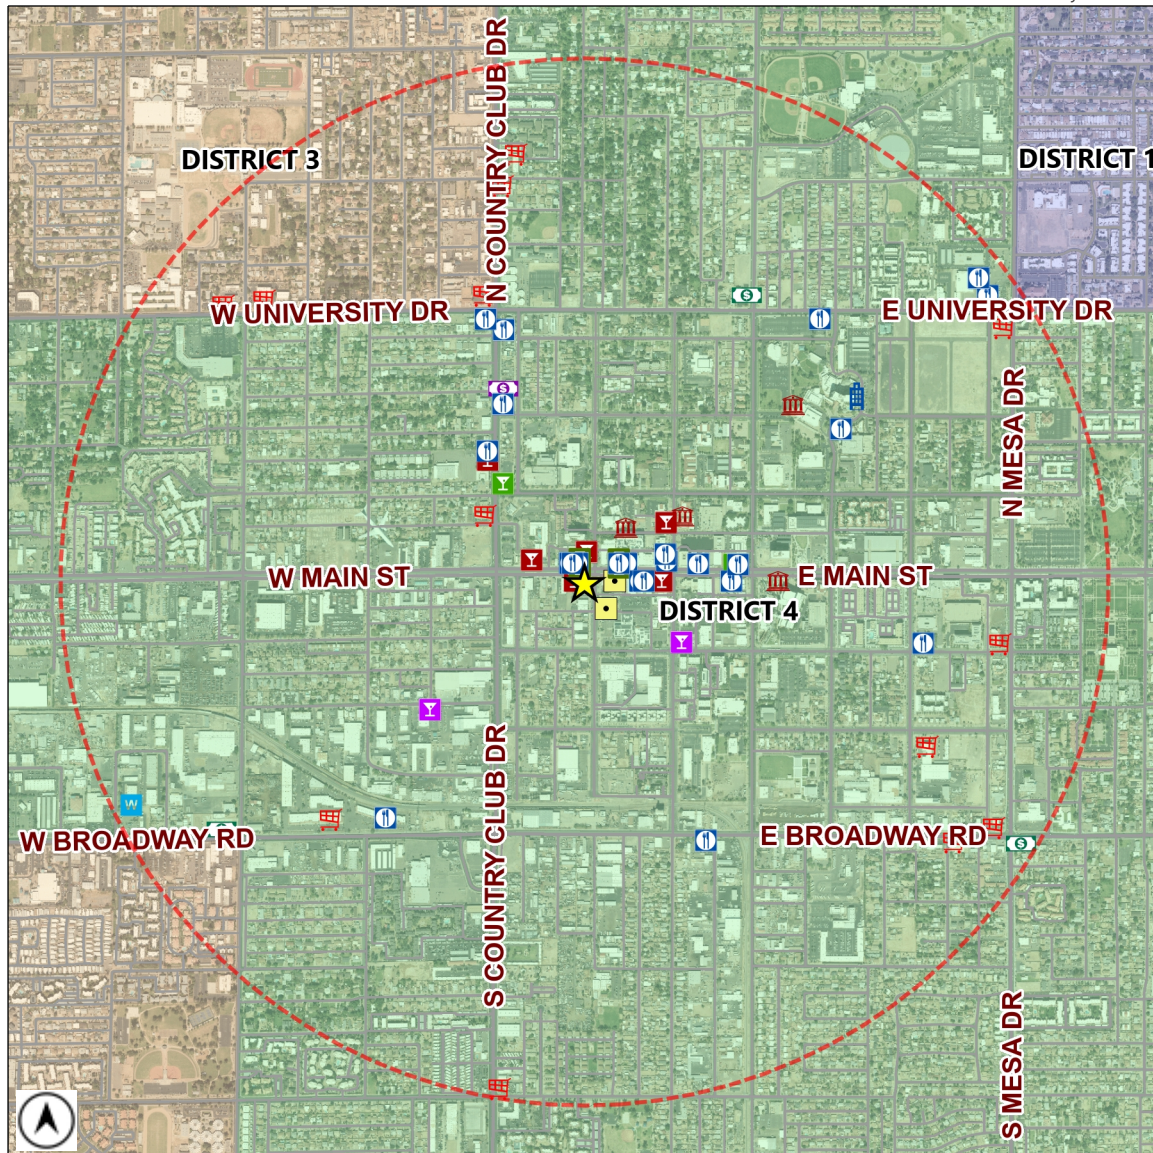 N COUNTRY CLUB DR
DISTRICT 3
DISTRICT 1
W UNIVERSITY DR
E UNIVERSITY DR
$
$
N MESA DR
W MAIN ST
E MAIN ST
DISTRICT 4
W
W BROADWAY RD
S COUNTRY CLUB DR
E BROADWAY RD
$
S MESA DR